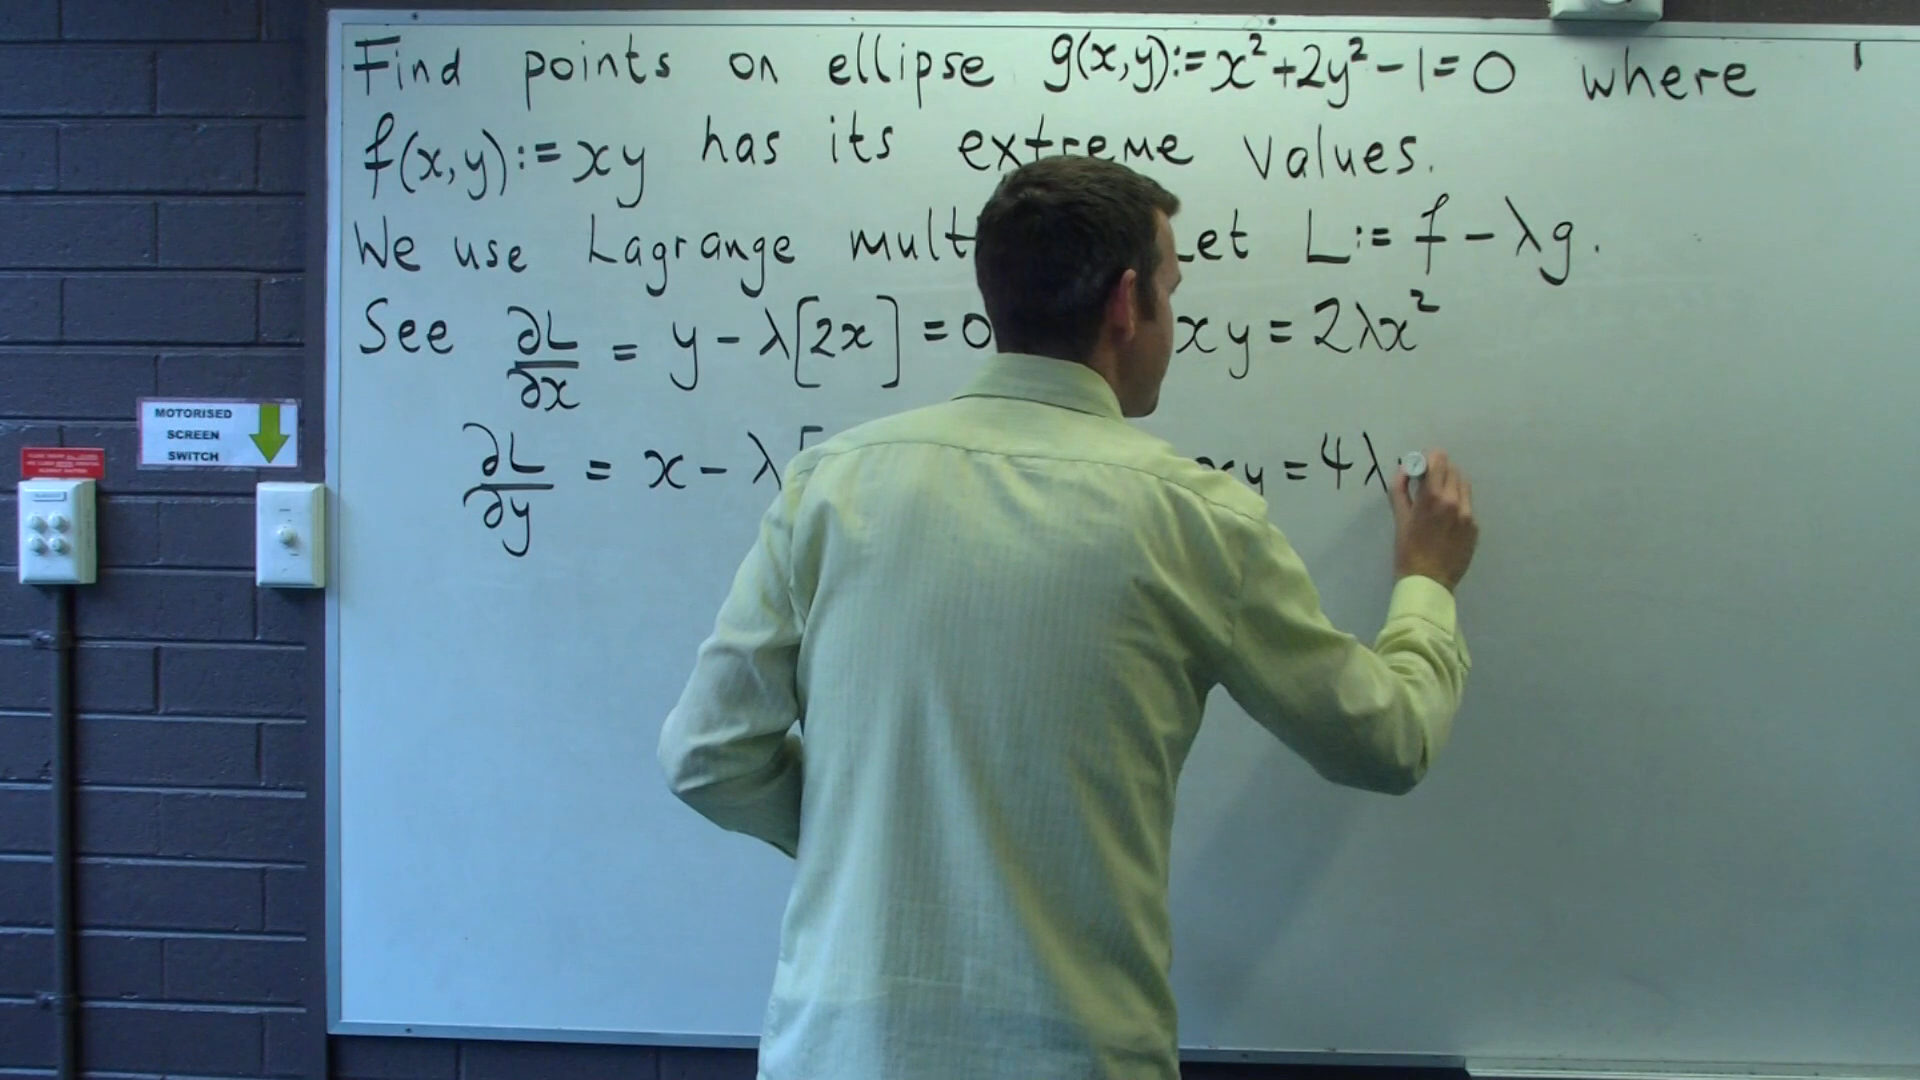 Find points on ellipse g(x,y):=x²+2y²-1=0 where
f(x,y):=xy has its extreme values.
We use Lagrange mult Let L:= f - λg.
See ∂L/∂x = y - λ[2x] = 0 xy = 2λx²
∂L/∂y = x - λ[ xy = 4λ
MOTORISED
SCREEN
SWITCH